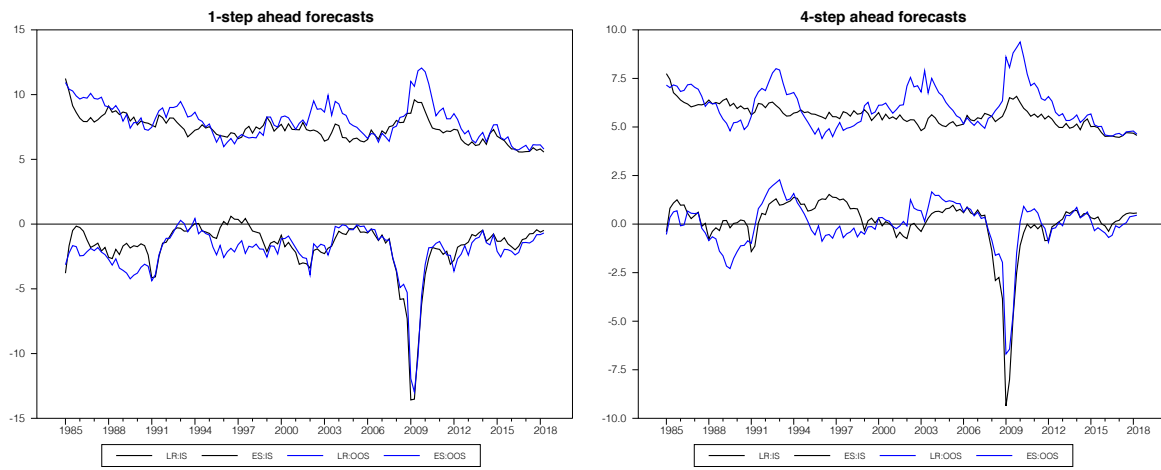 1-step ahead forecasts
15
10
5
0
-5
-10
-15
1985 1988 1991 1994 1997 2000 2003 2006 2009 2012 2015 2018
LR:IS ES:IS LR:OOS ES:OOS
4-step ahead forecasts
10.0
7.5
5.0
2.5
0.0
-2.5
-5.0
-7.5
-10.0
1985 1988 1991 1994 1997 2000 2003 2006 2009 2012 2015 2018
LR:IS ES:IS LR:OOS ES:OOS